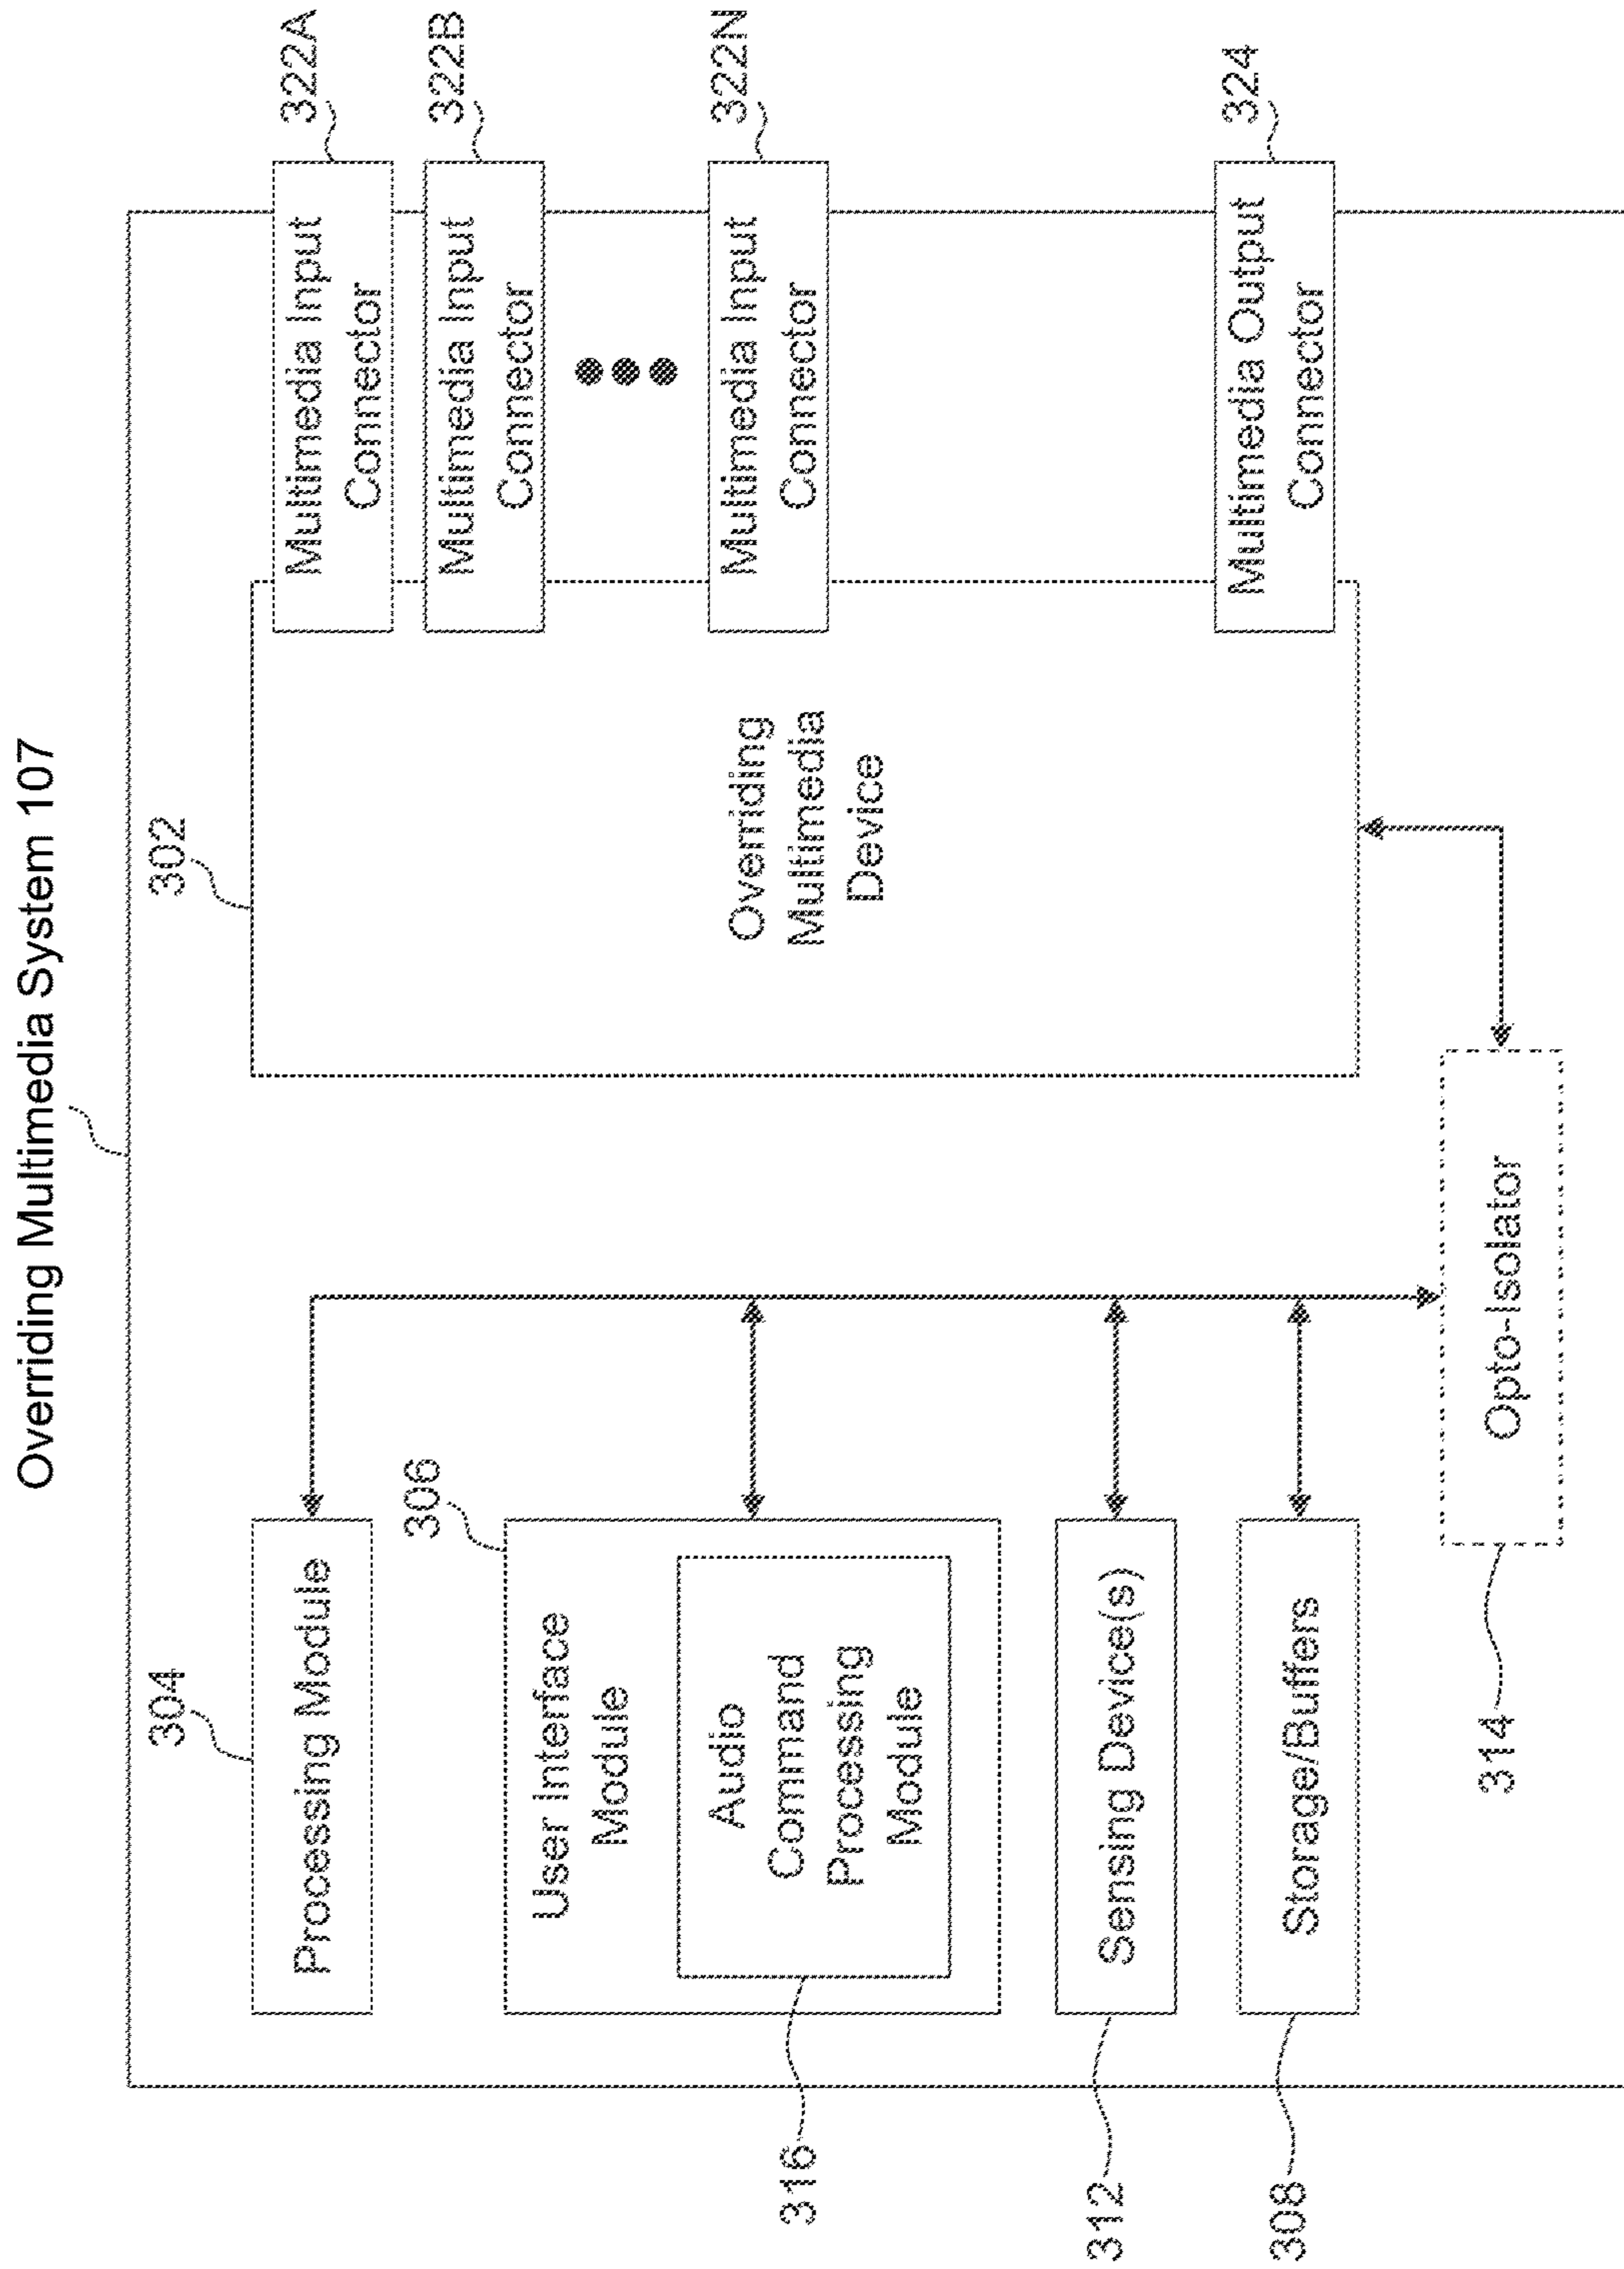 Overriding Multimedia System 107
304
Processing Module
302
Overriding
Multimedia
Device
Multimedia Input
Connector
322A
Multimedia Input
Connector
322B
Multimedia Input
Connector
322N
Multimedia Output
Connector
324
306
User Interface
Module
Audio
Command
Processing
Module
316
Sensing Device(s)
312
Storage/Buffers
308
Opto-Isolator
314